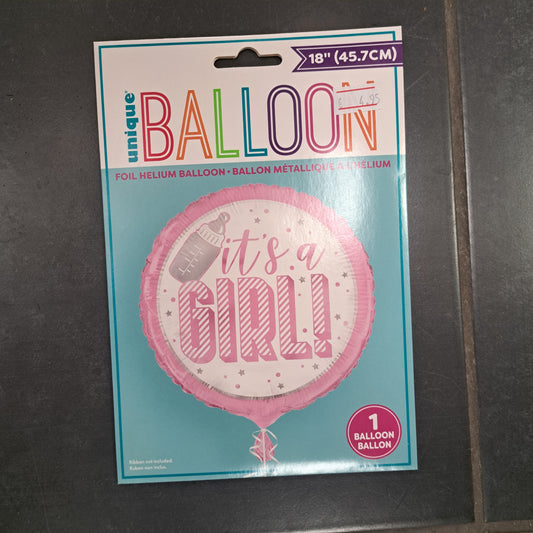 18" (45.7CM)
unique®
BALLOON
£ 4.95
FOIL HELIUM BALLOON • BALLON MÉTALLIQUE A L'HÉLIUM
it's a
GIRL!
1
BALLOON
BALLON
Ribbon not included.
Ruban non inclus.